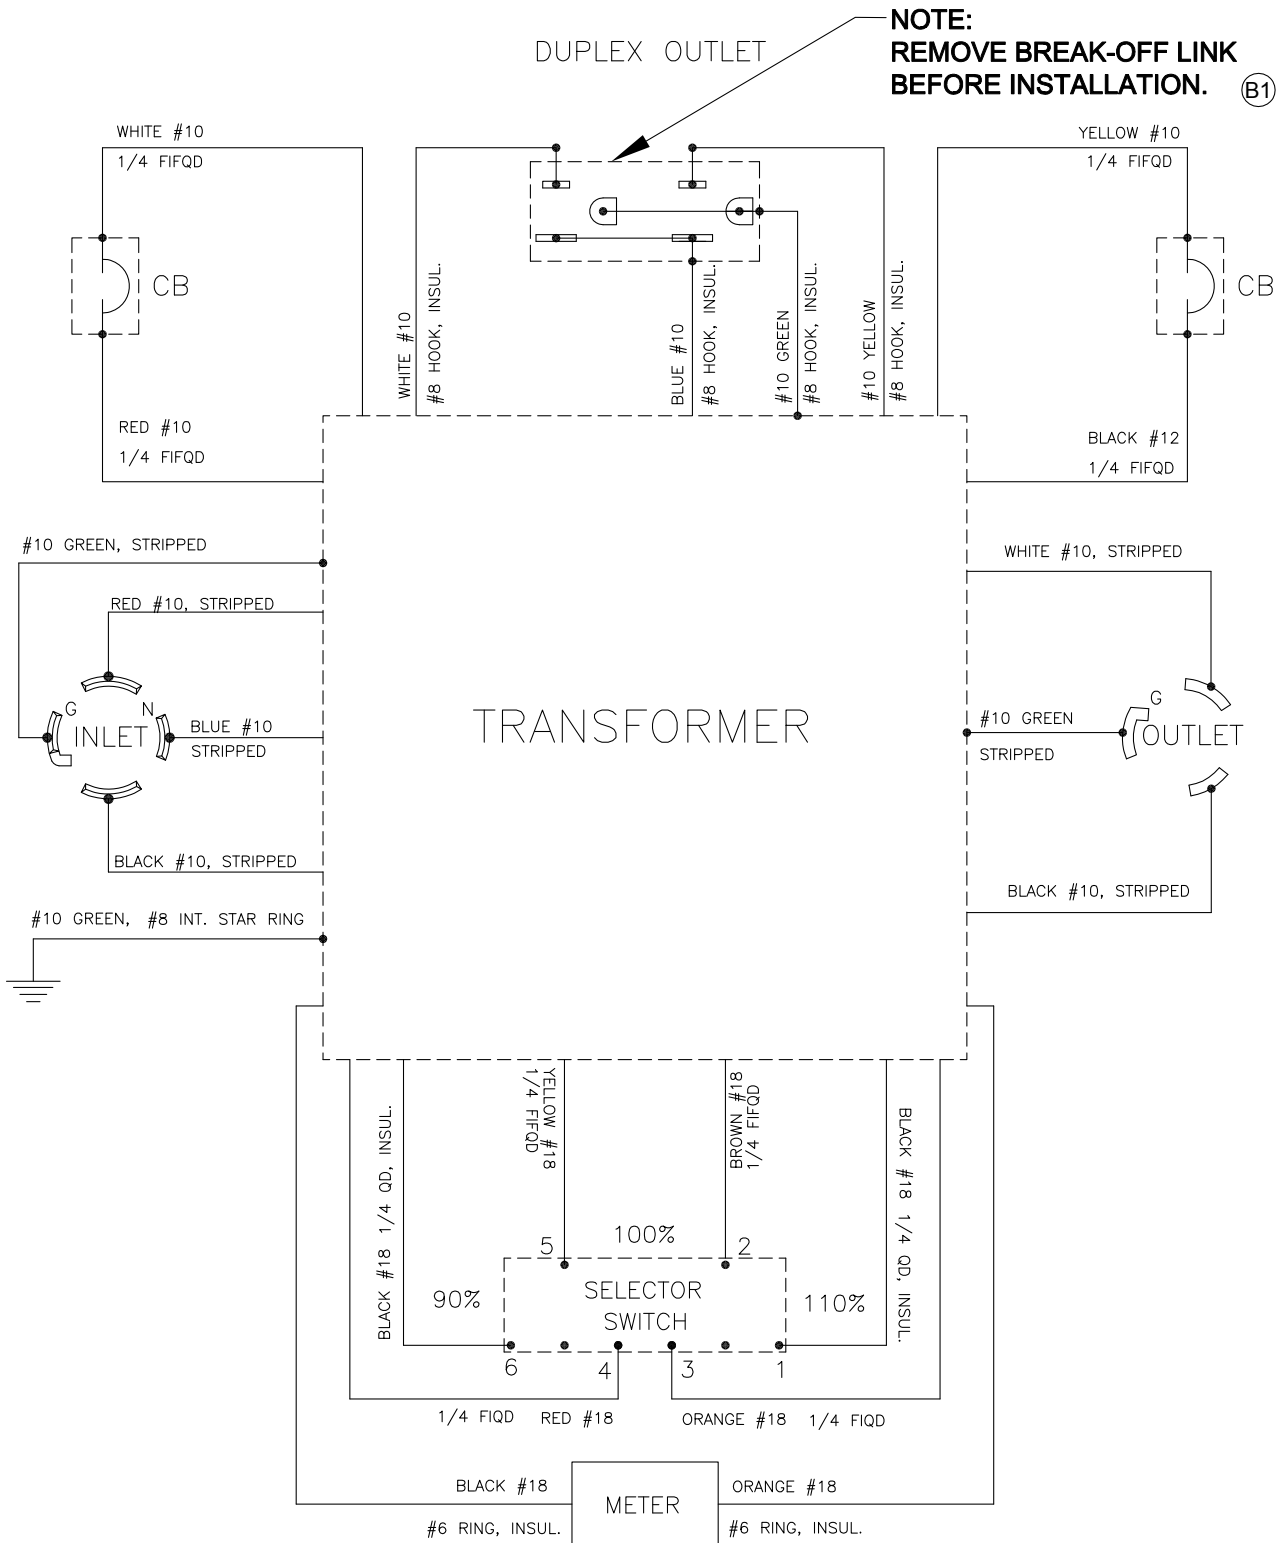 NOTE:
DUPLEX OUTLET
REMOVE BREAK-OFF LINK
BEFORE INSTALLATION.
B1
WHITE #10
1/4 FIFQD
YELLOW #10
1/4 FIFQD
CB
CB
WHITE #10
#8 HOOK, INSUL.
BLUE #10
#8 HOOK, INSUL.
#10 GREEN
#8 HOOK, INSUL.
#10 YELLOW
#8 HOOK, INSUL.
RED #10
1/4 FIFQD
BLACK #12
1/4 FIFQD
#10 GREEN, STRIPPED
WHITE #10, STRIPPED
RED #10, STRIPPED
G
N
INLET
BLUE #10
STRIPPED
TRANSFORMER
#10 GREEN
STRIPPED
G
OUTLET
BLACK #10, STRIPPED
BLACK #10, STRIPPED
#10 GREEN, #8 INT. STAR RING
BLACK #18 1/4 QD, INSUL.
YELLOW #18
1/4 FIFQD
BROWN #18
1/4 FIFQD
BLACK #18 1/4 QD, INSUL.
5
100%
2
90%
SELECTOR
SWITCH
110%
6
4
3
1
1/4 FIQD RED #18
ORANGE #18 1/4 FIQD
BLACK #18
#6 RING, INSUL.
METER
ORANGE #18
#6 RING, INSUL.